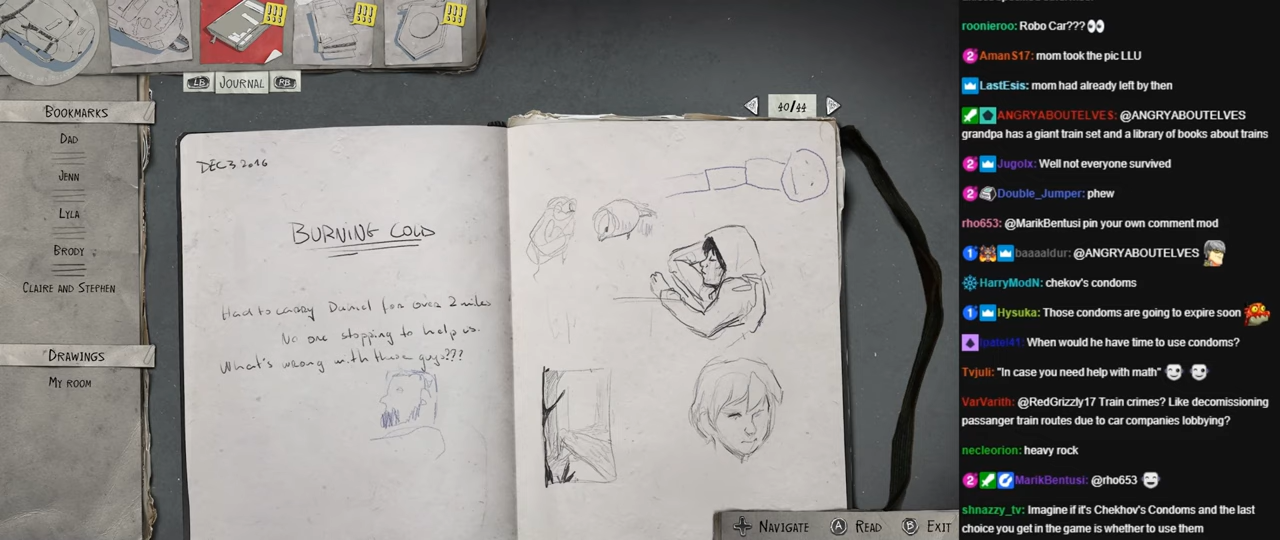 LB JOURNAL RB
BOOKMARKS
DAD
JENN
LYLA
BRODY
CLAIRE AND STEPHEN
DRAWINGS
MY ROOM
40/44
DEC 3 2016
BURNING COLD
Had to carry Daniel for over 2 miles
No one stopping to help us.
What's wrong with these guys???
NAVIGATE A READ B EXIT
roonieroo: Robo Car???
AmanS17: mom took the pic LLU
LastEsis: mom had already left by then
ANGRYABOUTELVES: @ANGRYABOUTELVES
grandpa has a giant train set and a library of books about trains
Jugolx: Well not everyone survived
Double_Jumper: phew
rho653: @MarikBentusi pin your own comment mod
baaaaldur: @ANGRYABOUTELVES
HarryModN: chekov's condoms
Hysuka: Those condoms are going to expire soon
lpatel41: When would he have time to use condoms?
Tvjuli: "In case you need help with math"
VarVarith: @RedGrizzly17 Train crimes? Like decomissioning
passanger train routes due to car companies lobbying?
necleorion: heavy rock
MarikBentusi: @rho653
shnazzy_tv: Imagine if it's Chekhov's Condoms and the last
choice you get in the game is whether to use them